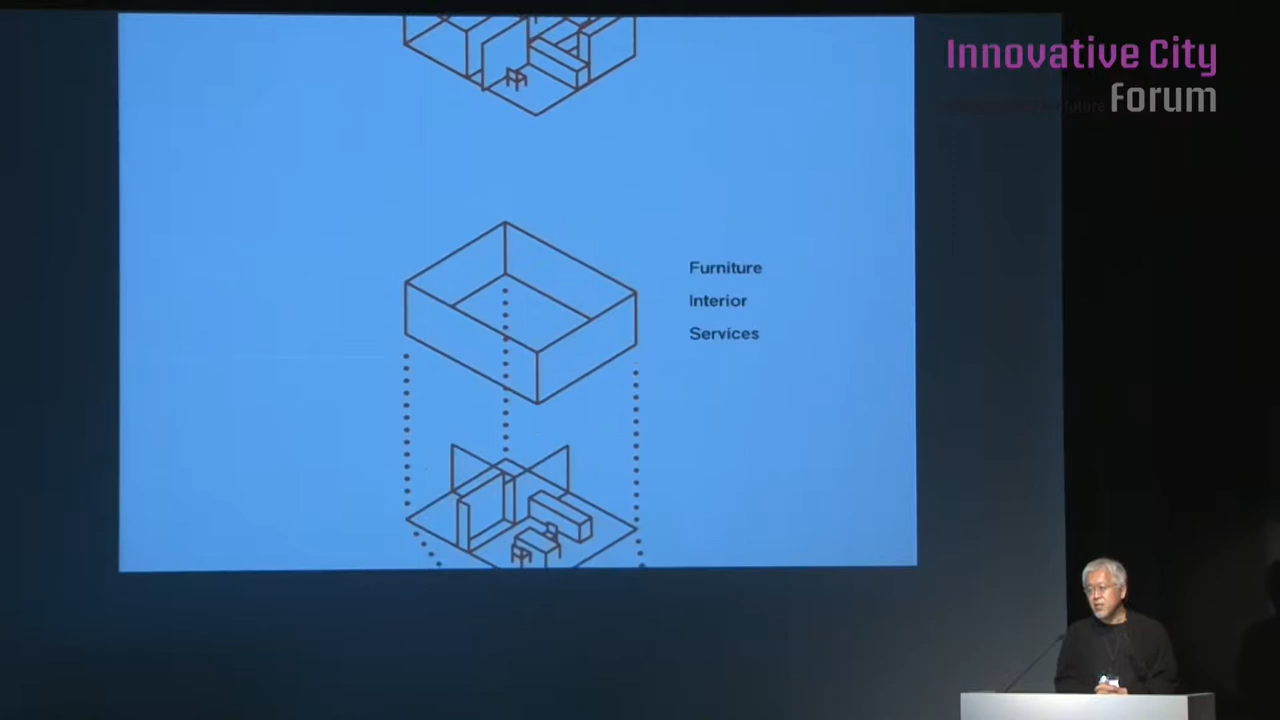 Innovative City
Forum
Furniture
Interior
Services